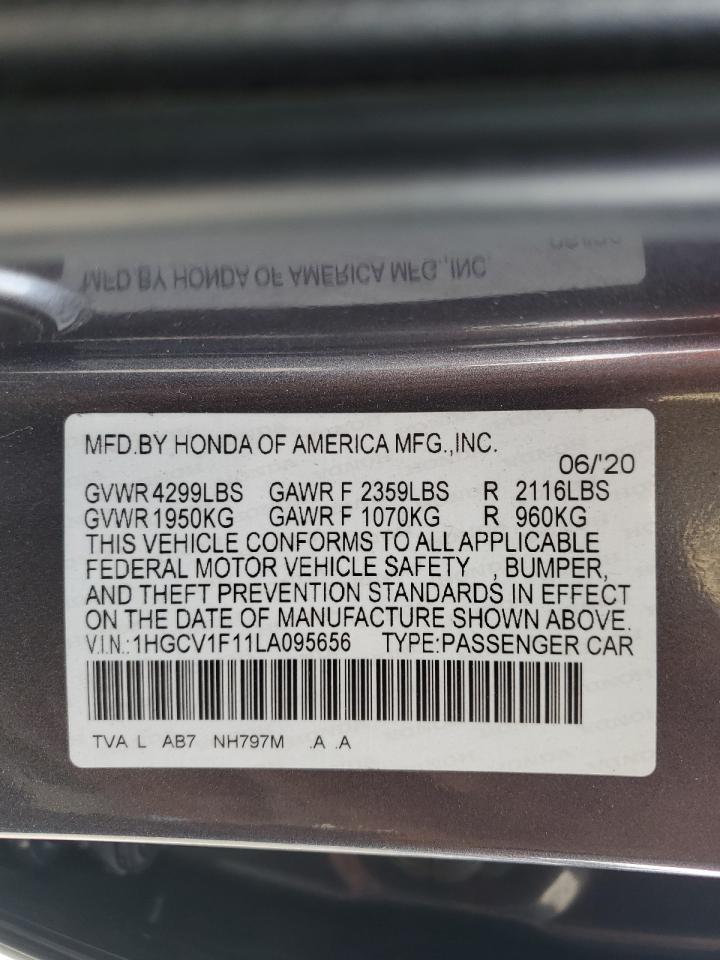 MFD.BY HONDA OF AMERICA MFG.,INC.
MFD.BY HONDA OF AMERICA MFG.,INC.
06/'20
GVWR 4299LBS GAWR F 2359LBS R 2116LBS
GVWR 1950KG GAWR F 1070KG R 960KG
THIS VEHICLE CONFORMS TO ALL APPLICABLE
FEDERAL MOTOR VEHICLE SAFETY , BUMPER,
AND THEFT PREVENTION STANDARDS IN EFFECT
ON THE DATE OF MANUFACTURE SHOWN ABOVE.
V.I.N.:1HGCV1F11LA095656 TYPE:PASSENGER CAR
TVA L AB7 NH797M .A .A